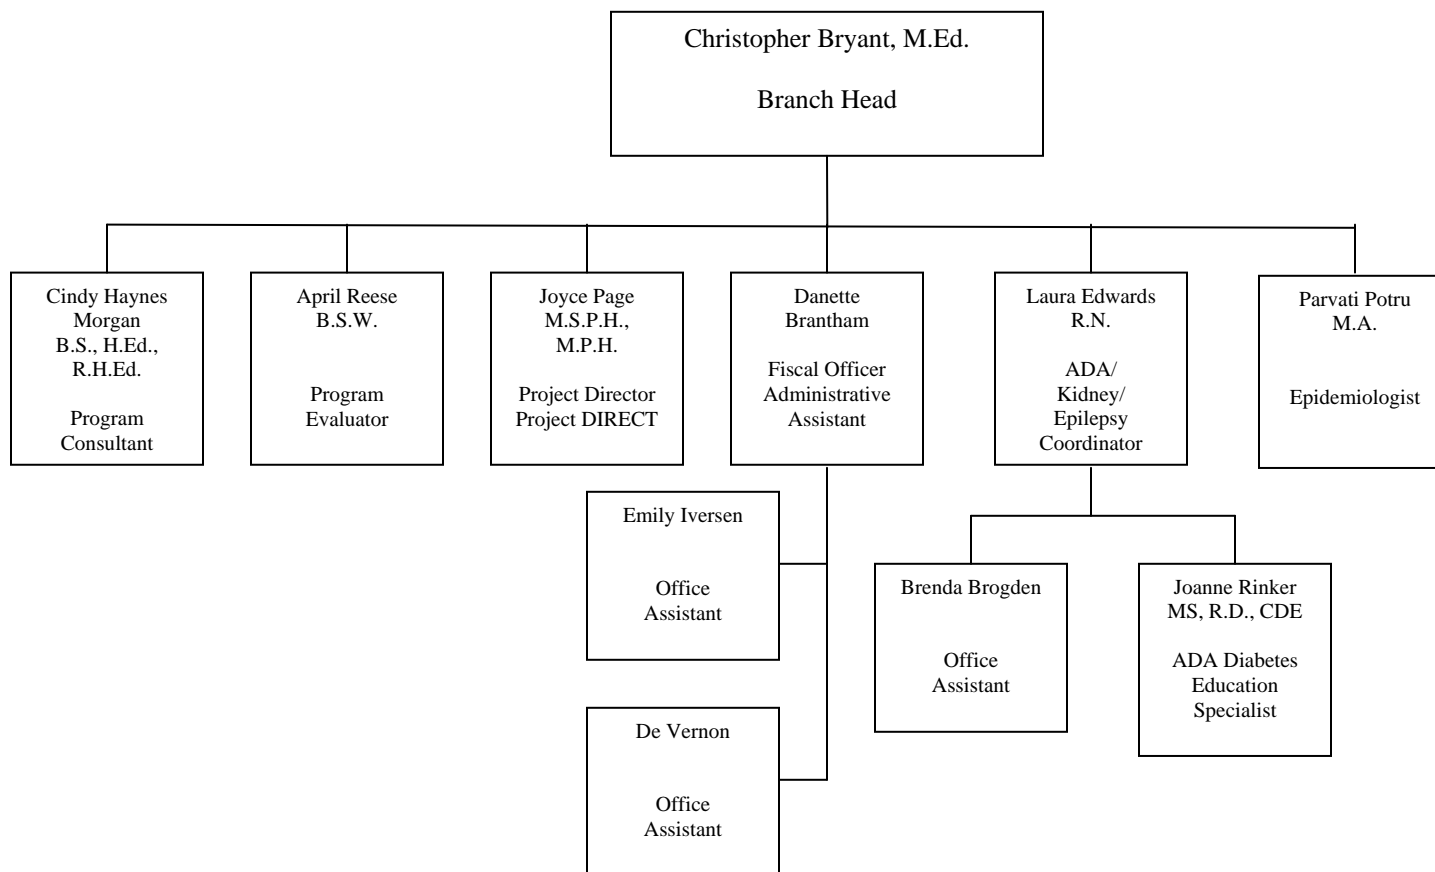 Christopher Bryant, M.Ed.
Branch Head
Cindy Haynes
Morgan
B.S., H.Ed.,
R.H.Ed.
Program
Consultant
April Reese
B.S.W.
Program
Evaluator
Joyce Page
M.S.P.H.,
M.P.H.
Project Director
Project DIRECT
Danette
Brantham
Fiscal Officer
Administrative
Assistant
Laura Edwards
R.N.
ADA/
Kidney/
Epilepsy
Coordinator
Parvati Potru
M.A.
Epidemiologist
Emily Iversen
Office
Assistant
De Vernon
Office
Assistant
Brenda Brogden
Office
Assistant
Joanne Rinker
MS, R.D., CDE
ADA Diabetes
Education
Specialist